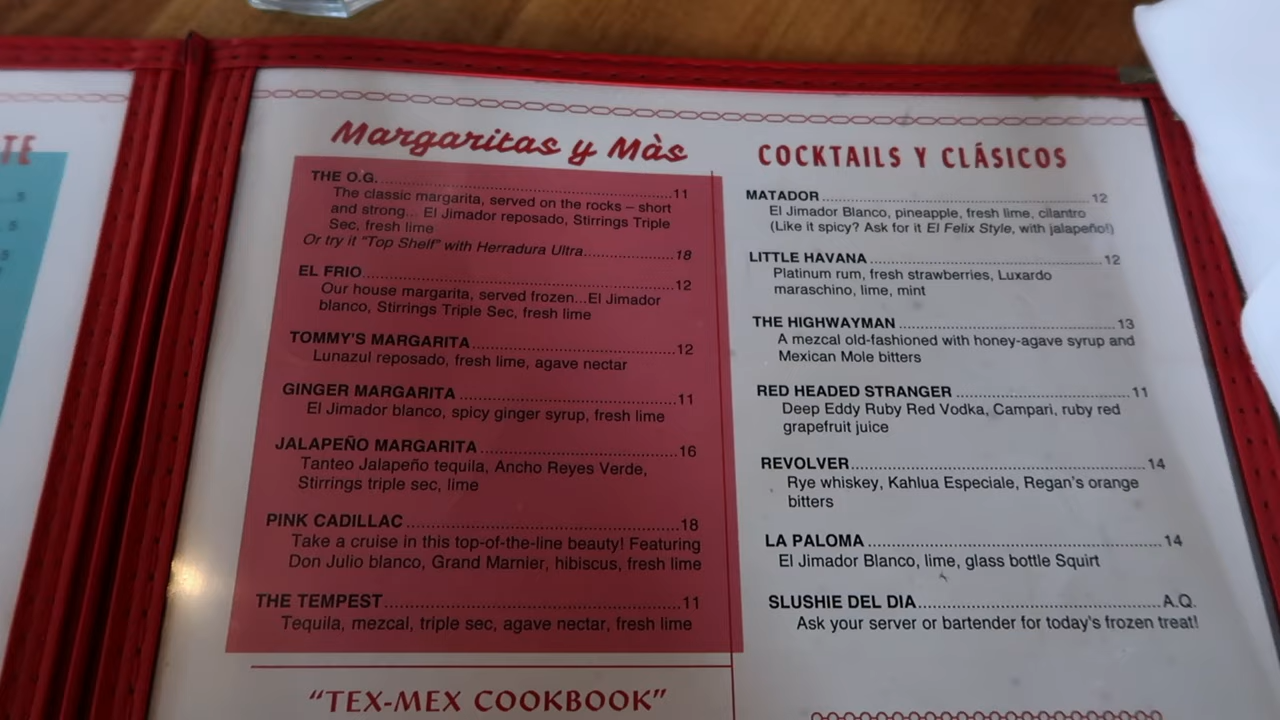 TE
5
5
5
Margaritas y Màs
THE O.G. 11
The classic margarita, served on the rocks – short
and strong... El Jimador reposado, Stirrings Triple
Sec, fresh lime
Or try it "Top Shelf" with Herradura Ultra 18
EL FRIO 12
Our house margarita, served frozen...El Jimador
blanco, Stirrings Triple Sec, fresh lime
TOMMY'S MARGARITA 12
Lunazul reposado, fresh lime, agave nectar
GINGER MARGARITA 11
El Jimador blanco, spicy ginger syrup, fresh lime
JALAPEÑO MARGARITA 16
Tanteo Jalapeño tequila, Ancho Reyes Verde,
Stirrings triple sec, lime
PINK CADILLAC 18
Take a cruise in this top-of-the-line beauty! Featuring
Don Julio blanco, Grand Marnier, hibiscus, fresh lime
THE TEMPEST 11
Tequila, mezcal, triple sec, agave nectar, fresh lime
"TEX-MEX COOKBOOK"
COCKTAILS Y CLÁSICOS
MATADOR 12
El Jimador Blanco, pineapple, fresh lime, cilantro
(Like it spicy? Ask for it El Felix Style, with jalapeño!)
LITTLE HAVANA 12
Platinum rum, fresh strawberries, Luxardo
maraschino, lime, mint
THE HIGHWAYMAN 13
A mezcal old-fashioned with honey-agave syrup and
Mexican Mole bitters
RED HEADED STRANGER 11
Deep Eddy Ruby Red Vodka, Campari, ruby red
grapefruit juice
REVOLVER 14
Rye whiskey, Kahlua Especiale, Regan's orange
bitters
LA PALOMA 14
El Jimador Blanco, lime, glass bottle Squirt
SLUSHIE DEL DIA A.Q.
Ask your server or bartender for today's frozen treat!